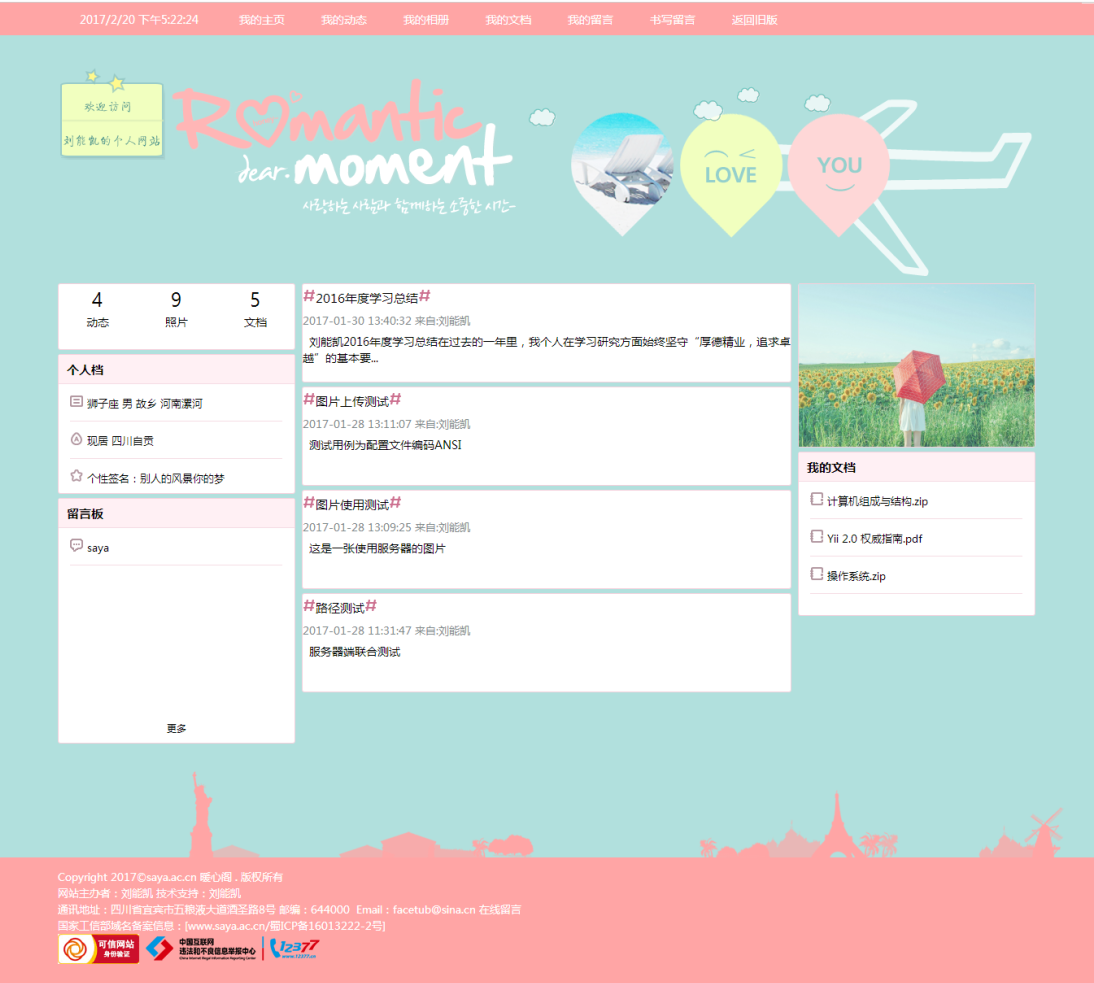 2017/2/20 下午5:22:24 我的主页 我的动态 我的相册 我的文档 我的留言 书写留言 返回旧版
欢迎访问
刘能凯的个人网站
Romantic
dear. moment
사랑하는 사람과 함께하는 소중한 시간~
LOVE
YOU
4 9 5
动态 照片 文档
个人档
狮子座 男 故乡 河南漯河
现居 四川自贡
个性签名：别人的风景你的梦
留言板
saya
更多
#2016年度学习总结#
2017-01-30 13:40:32 来自:刘能凯
刘能凯2016年度学习总结在过去的一年里，我个人在学习研究方面始终坚守“厚德精业，追求卓
越”的基本要...
#图片上传测试#
2017-01-28 13:11:07 来自:刘能凯
测试用例为配置文件编码ANSI
#图片使用测试#
2017-01-28 13:09:25 来自:刘能凯
这是一张使用服务器的图片
#路径测试#
2017-01-28 11:31:47 来自:刘能凯
服务器端联合测试
我的文档
计算机组成与结构.zip
Yii 2.0 权威指南.pdf
操作系统.zip
Copyright 2017©saya.ac.cn 暖心阁 . 版权所有
网站主办者：刘能凯 技术支持：刘能凯
通讯地址：四川省宜宾市五粮液大道酒圣路8号 邮编：644000 Email：facetub@sina.cn 在线留言
国家工信部域名备案信息：[www.saya.ac.cn/蜀ICP备16013222-2号]
可信网站
身份验证
中国互联网
违法和不良信息举报中心
12377
www.12377.cn